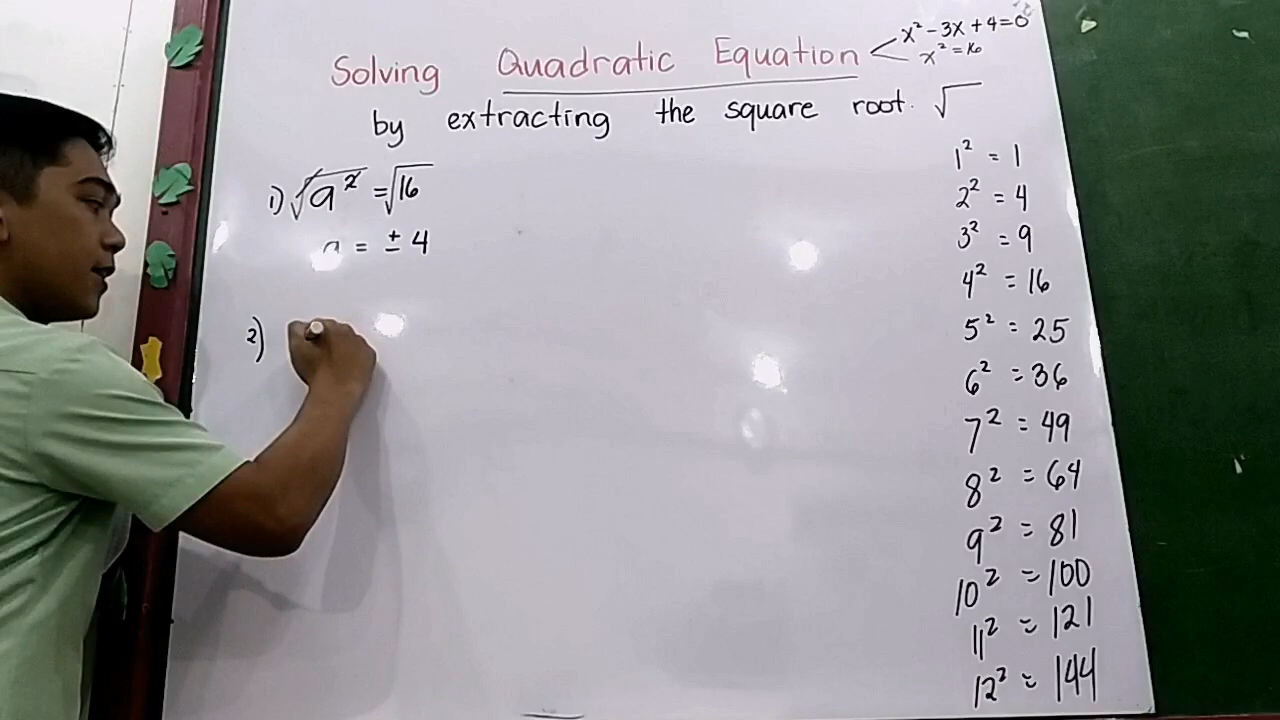 Solving Quadratic Equation < x² - 3x + 4 = 0
x² = 16
by extracting the square root. √
1) √a² = √16
a = ± 4
2)
1² = 1
2² = 4
3² = 9
4² = 16
5² = 25
6² = 36
7² = 49
8² = 64
9² = 81
10² = 100
11² = 121
12² = 144